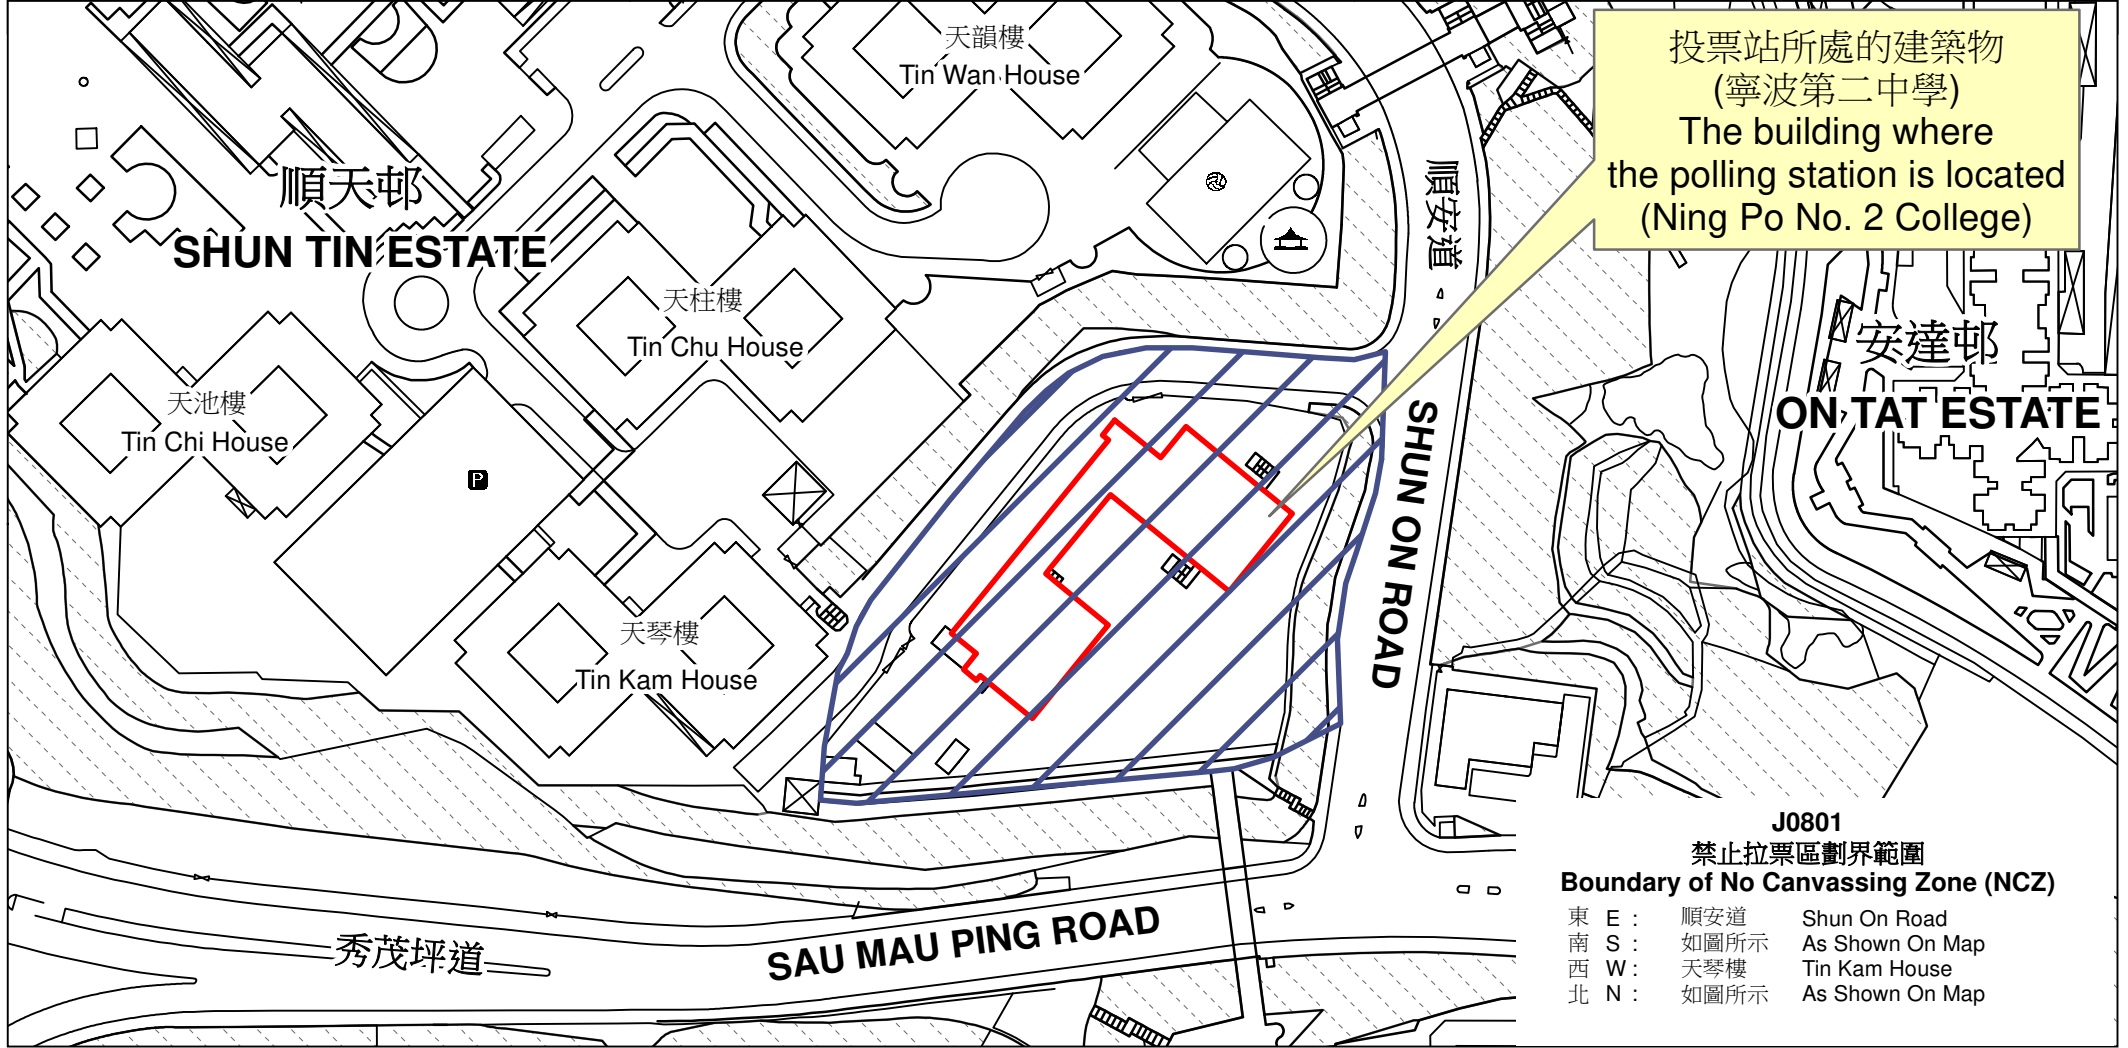 天韻樓
Tin Wan House
投票站所處的建築物
(寧波第二中學)
The building where
the polling station is located
(Ning Po No. 2 College)
順天邨
SHUN TIN ESTATE
順安道
天柱樓
Tin Chu House
安達邨
ON TAT ESTATE
天池樓
Tin Chi House
P
SHUN ON ROAD
天琴樓
Tin Kam House
秀茂坪道
SAU MAU PING ROAD
J0801
禁止拉票區劃界範圍
Boundary of No Canvassing Zone (NCZ)
東 E : 順安道 Shun On Road
南 S : 如圖所示 As Shown On Map
西 W : 天琴樓 Tin Kam House
北 N : 如圖所示 As Shown On Map